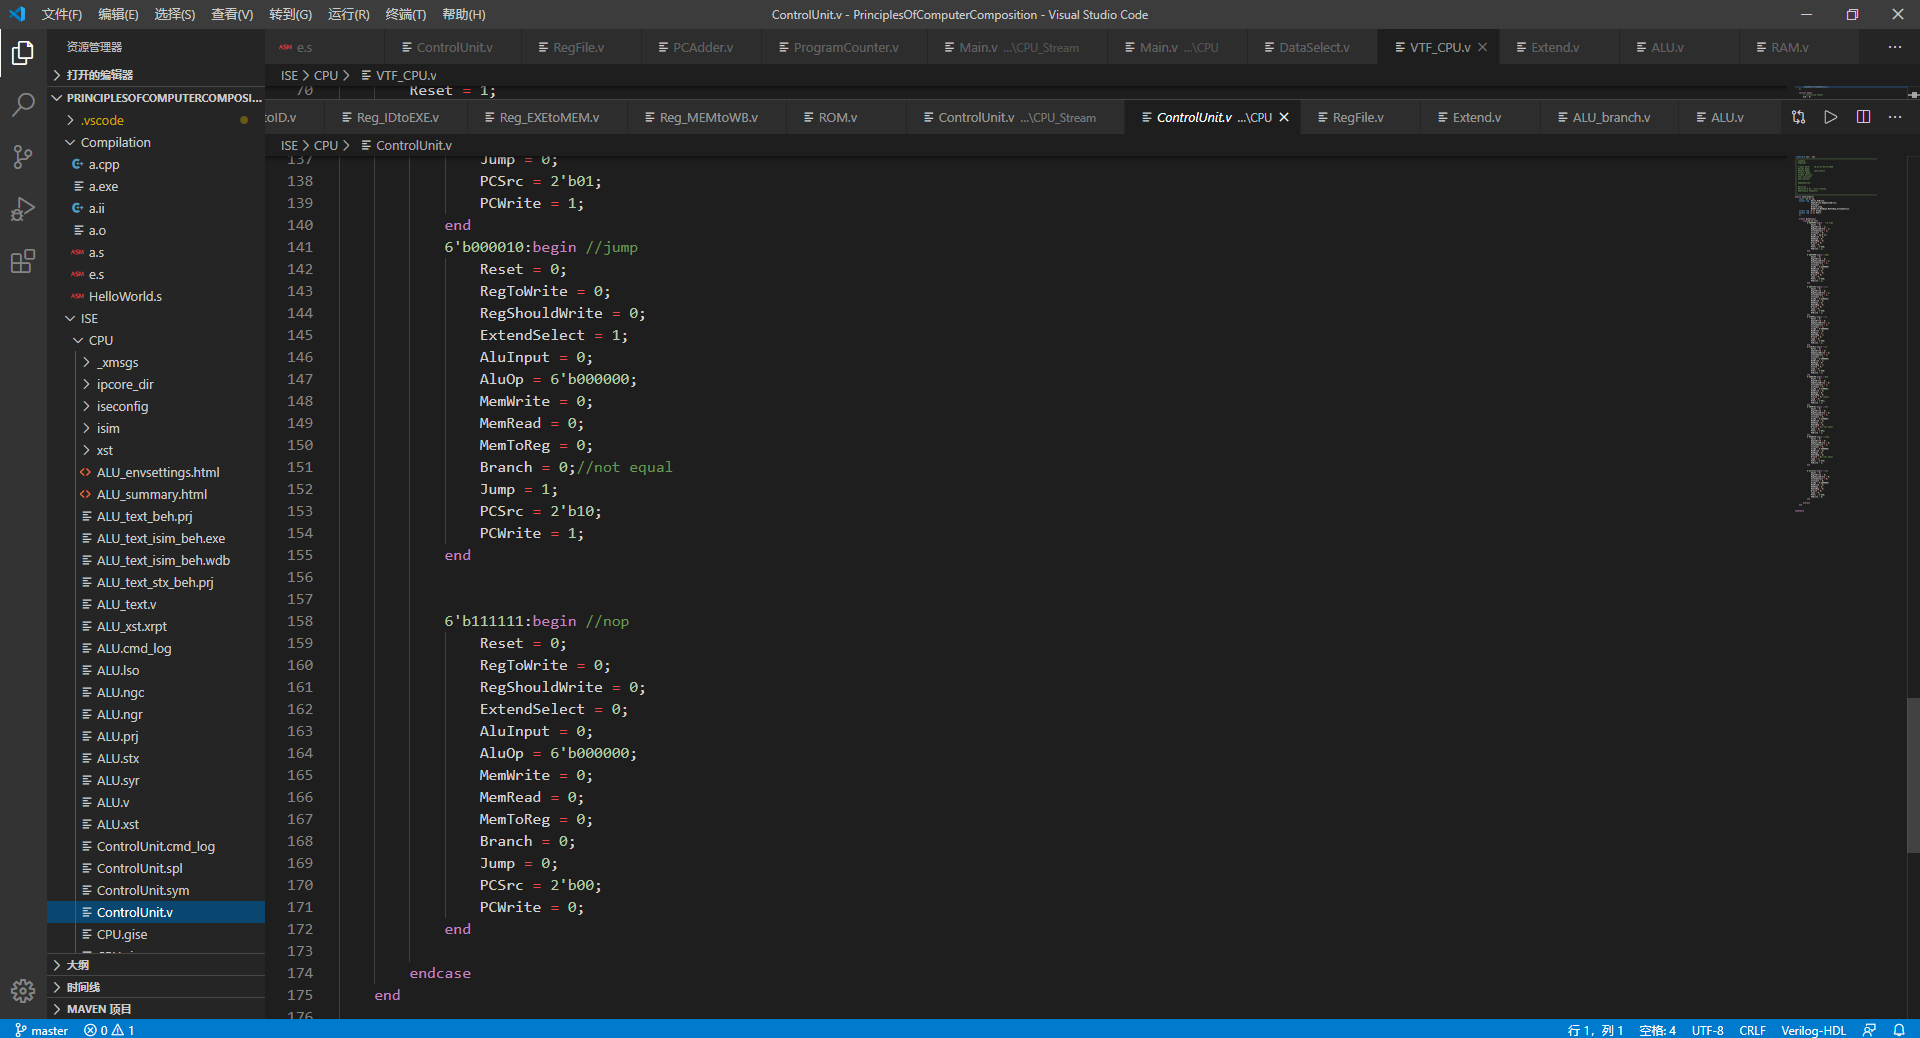 文件(F) 编辑(E) 选择(S) 查看(V) 转到(G) 运行(R) 终端(T) 帮助(H) ControlUnit.v - PrinciplesOfComputerComposition - Visual Studio Code
资源管理器
打开的编辑器
PRINCIPLESOFCOMPUTERCOMPOSI...
.vscode
Compilation
a.cpp
a.exe
a.ii
a.o
ASM a.s
ASM e.s
ASM HelloWorld.s
ISE
CPU
_xmsgs
ipcore_dir
iseconfig
isim
xst
ALU_envsettings.html
ALU_summary.html
ALU_text_beh.prj
ALU_text_isim_beh.exe
ALU_text_isim_beh.wdb
ALU_text_stx_beh.prj
ALU_text.v
ALU_xst.xrpt
ALU.cmd_log
ALU.lso
ALU.ngc
ALU.ngr
ALU.prj
ALU.stx
ALU.syr
ALU.v
ALU.xst
ControlUnit.cmd_log
ControlUnit.spl
ControlUnit.sym
ControlUnit.v
CPU.gise
大纲
时间线
MAVEN 项目
ASM e.s ControlUnit.v RegFile.v PCAdder.v ProgramCounter.v Main.v ...\CPU_Stream Main.v ...\CPU DataSelect.v VTF_CPU.v Extend.v ALU.v RAM.v
ISE > CPU > VTF_CPU.v
70 Reset = 1;
toID.v Reg_IDtoEXE.v Reg_EXEtoMEM.v Reg_MEMtoWB.v ROM.v ControlUnit.v ...\CPU_Stream ControlUnit.v ...\CPU RegFile.v Extend.v ALU_branch.v ALU.v
ISE > CPU > ControlUnit.v
137 Jump = 0;
138 PCSrc = 2'b01;
139 PCWrite = 1;
140 end
141 6'b000010:begin //jump
142 Reset = 0;
143 RegToWrite = 0;
144 RegShouldWrite = 0;
145 ExtendSelect = 1;
146 AluInput = 0;
147 AluOp = 6'b000000;
148 MemWrite = 0;
149 MemRead = 0;
150 MemToReg = 0;
151 Branch = 0;//not equal
152 Jump = 1;
153 PCSrc = 2'b10;
154 PCWrite = 1;
155 end
156
157
158 6'b111111:begin //nop
159 Reset = 0;
160 RegToWrite = 0;
161 RegShouldWrite = 0;
162 ExtendSelect = 0;
163 AluInput = 0;
164 AluOp = 6'b000000;
165 MemWrite = 0;
166 MemRead = 0;
167 MemToReg = 0;
168 Branch = 0;
169 Jump = 0;
170 PCSrc = 2'b00;
171 PCWrite = 0;
172 end
173
174 endcase
175 end
176
master 0 1 行 1，列 1 空格: 4 UTF-8 CRLF Verilog-HDL